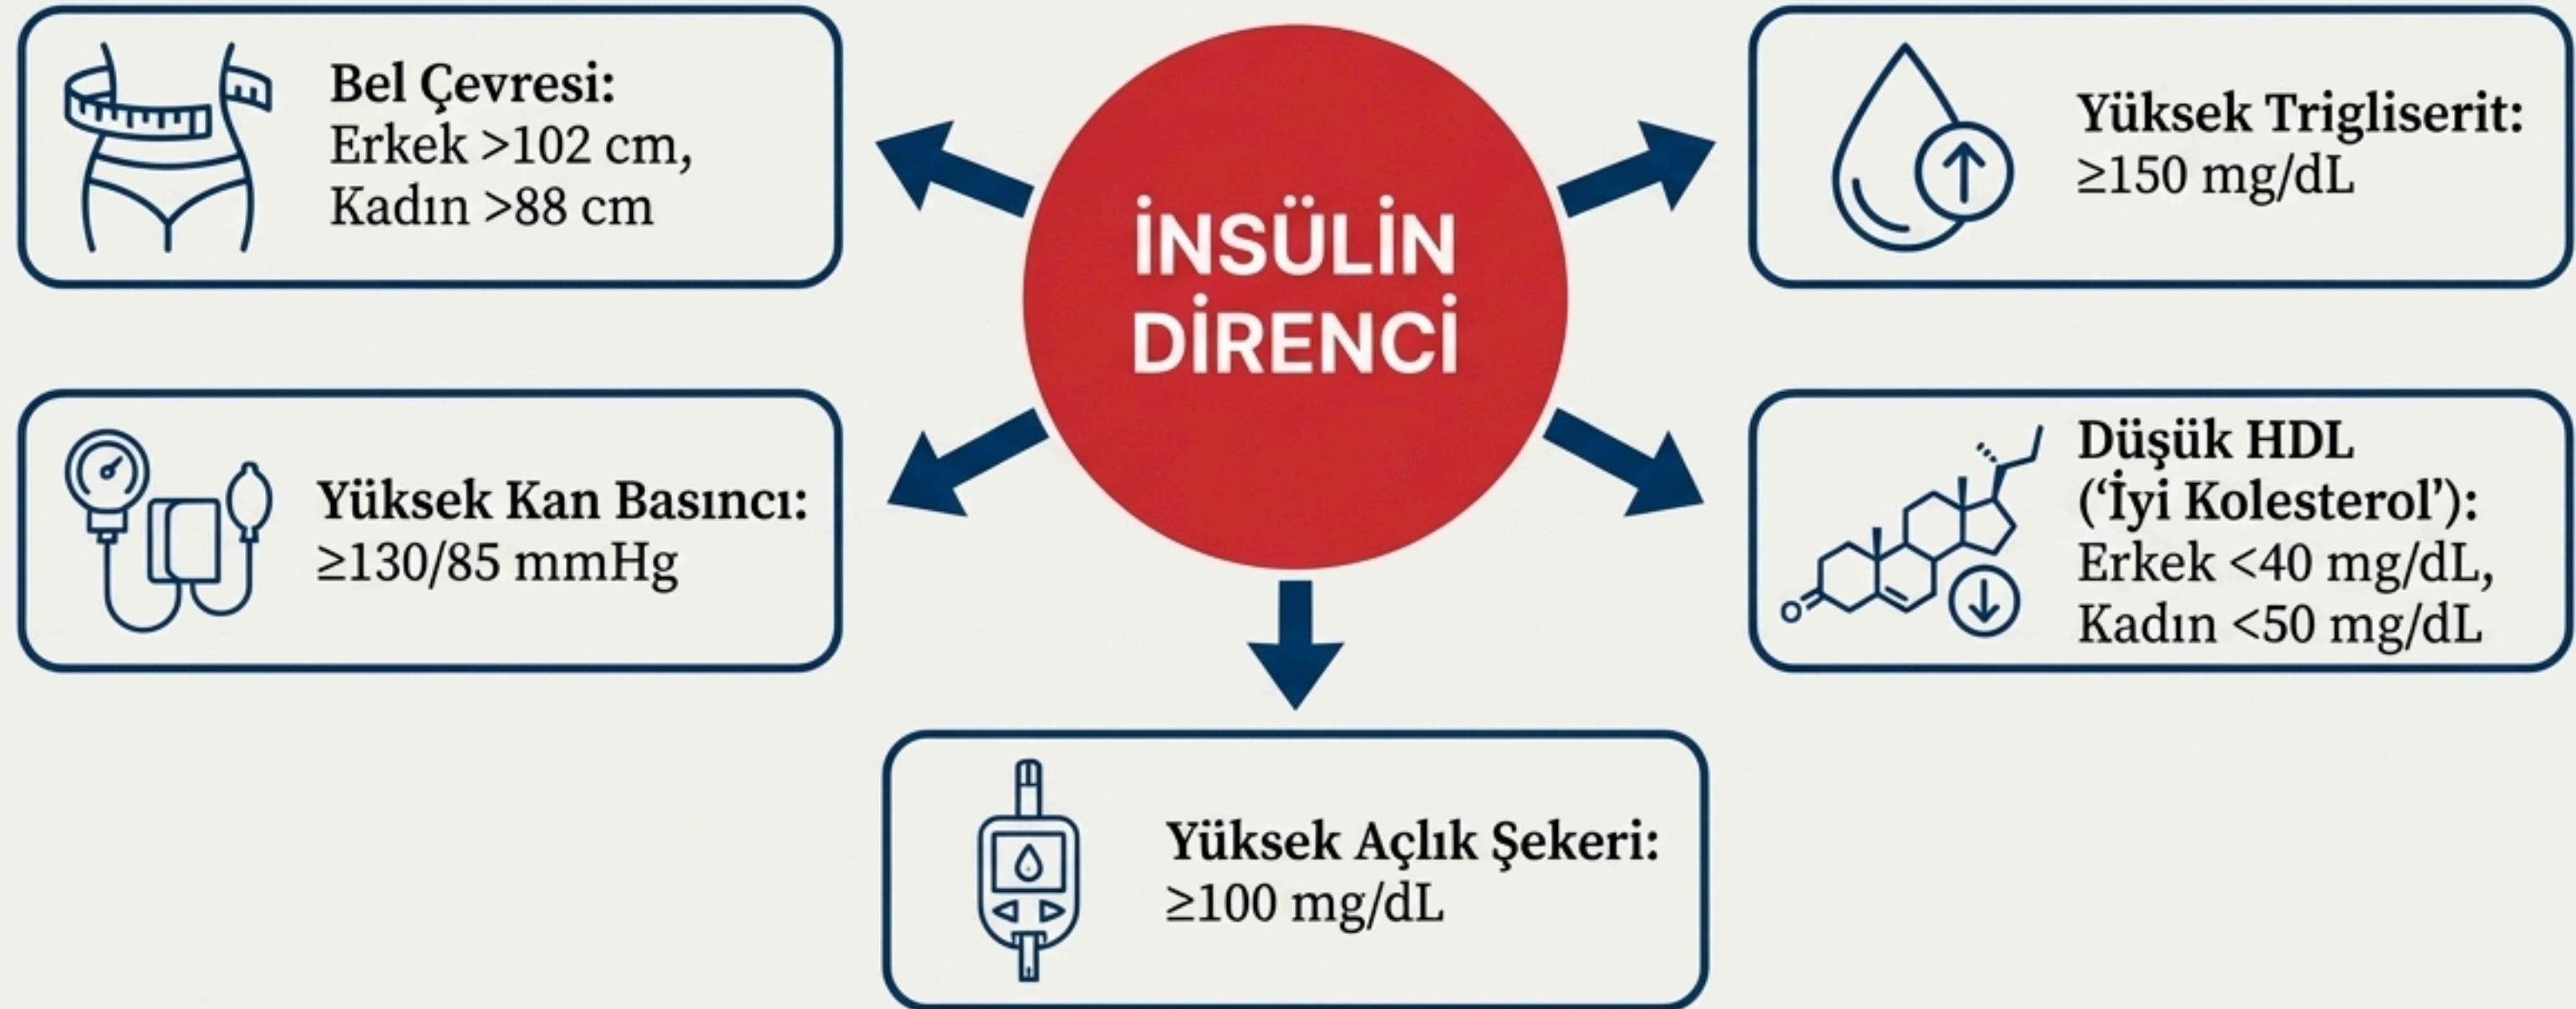 Bel Çevresi:
Erkek >102 cm,
Kadın >88 cm
İNSÜLİN
DİRENCİ
Yüksek Trigliserit:
≥150 mg/dL
Yüksek Kan Basıncı:
≥130/85 mmHg
Düşük HDL
(‘İyi Kolesterol’):
Erkek <40 mg/dL,
Kadın <50 mg/dL
O
Yüksek Açlık Şekeri:
≥100 mg/dL